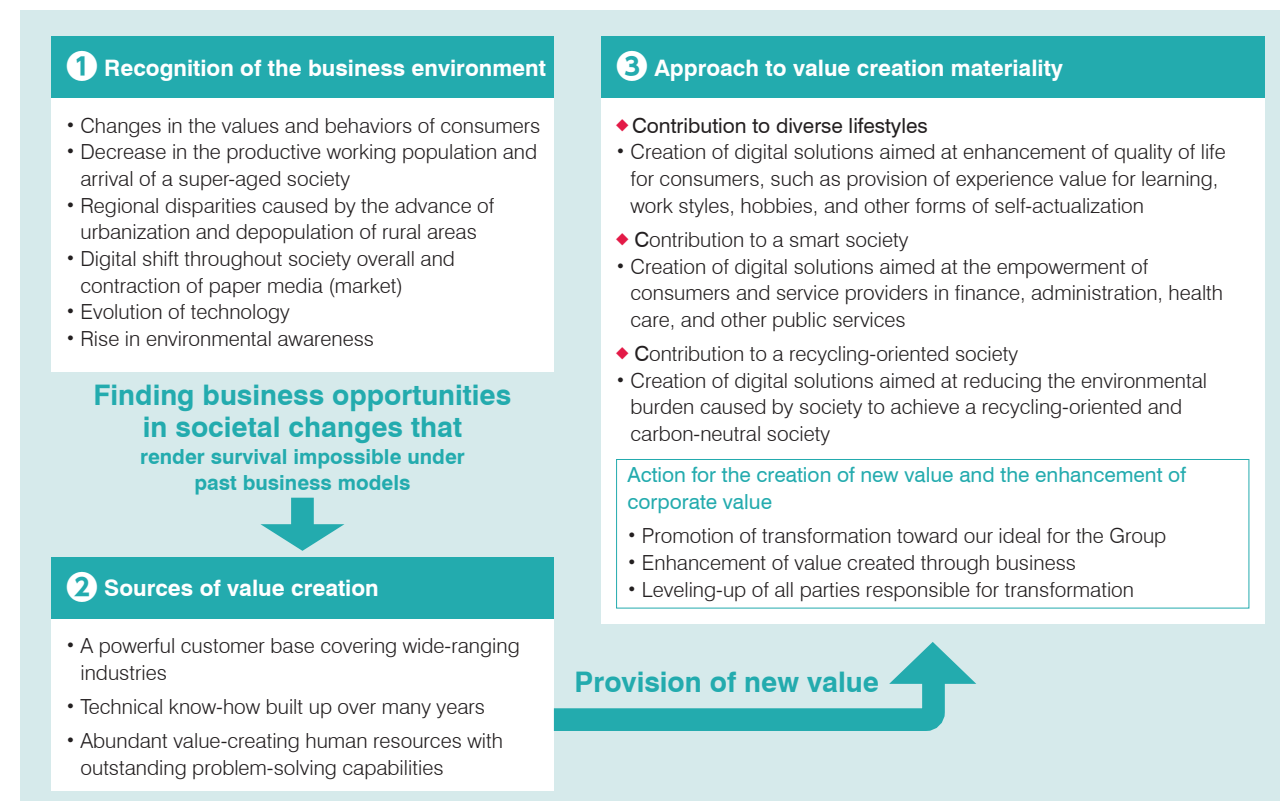 1 Recognition of the business environment
• Changes in the values and behaviors of consumers
• Decrease in the productive working population and
arrival of a super-aged society
• Regional disparities caused by the advance of
urbanization and depopulation of rural areas
• Digital shift throughout society overall and
contraction of paper media (market)
• Evolution of technology
• Rise in environmental awareness
Finding business opportunities
in societal changes that
render survival impossible under
past business models
2 Sources of value creation
• A powerful customer base covering wide-ranging
industries
• Technical know-how built up over many years
• Abundant value-creating human resources with
outstanding problem-solving capabilities
Provision of new value
3 Approach to value creation materiality
◆ Contribution to diverse lifestyles
• Creation of digital solutions aimed at enhancement of quality of life
for consumers, such as provision of experience value for learning,
work styles, hobbies, and other forms of self-actualization
◆ Contribution to a smart society
• Creation of digital solutions aimed at the empowerment of
consumers and service providers in finance, administration, health
care, and other public services
◆ Contribution to a recycling-oriented society
• Creation of digital solutions aimed at reducing the environmental
burden caused by society to achieve a recycling-oriented and
carbon-neutral society
Action for the creation of new value and the enhancement of
corporate value
• Promotion of transformation toward our ideal for the Group
• Enhancement of value created through business
• Leveling-up of all parties responsible for transformation